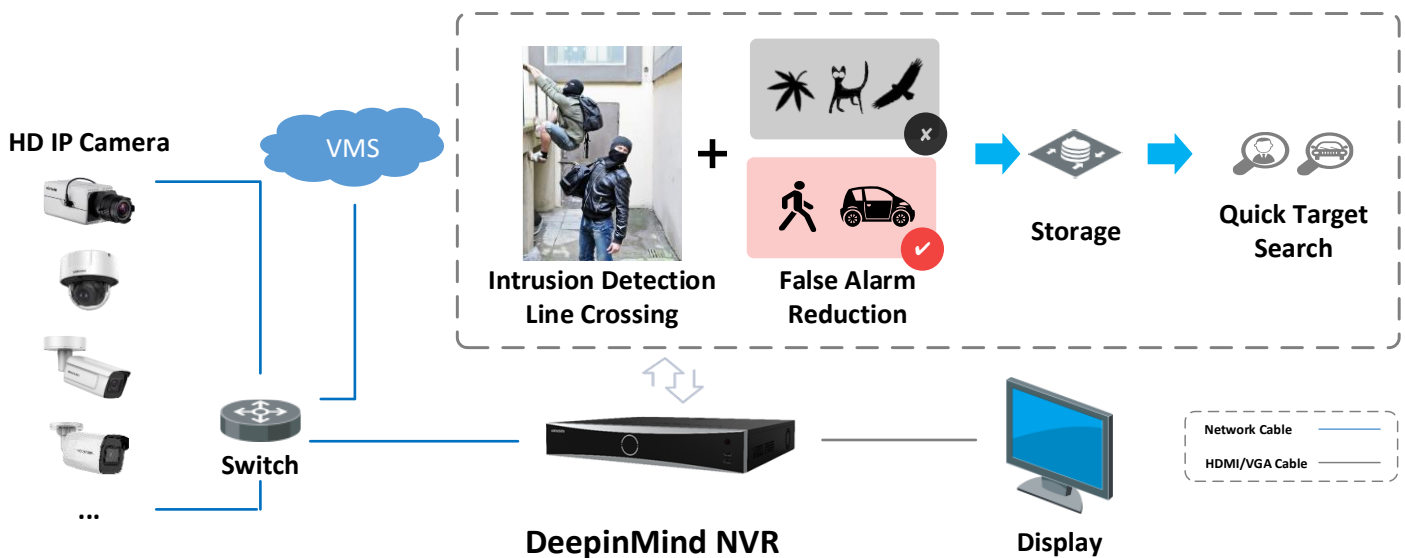 HD IP Camera
VMS
Intrusion Detection
Line Crossing
False Alarm
Reduction
Storage
Quick Target
Search
Switch
...
DeepinMind NVR
Display
Network Cable
HDMI/VGA Cable